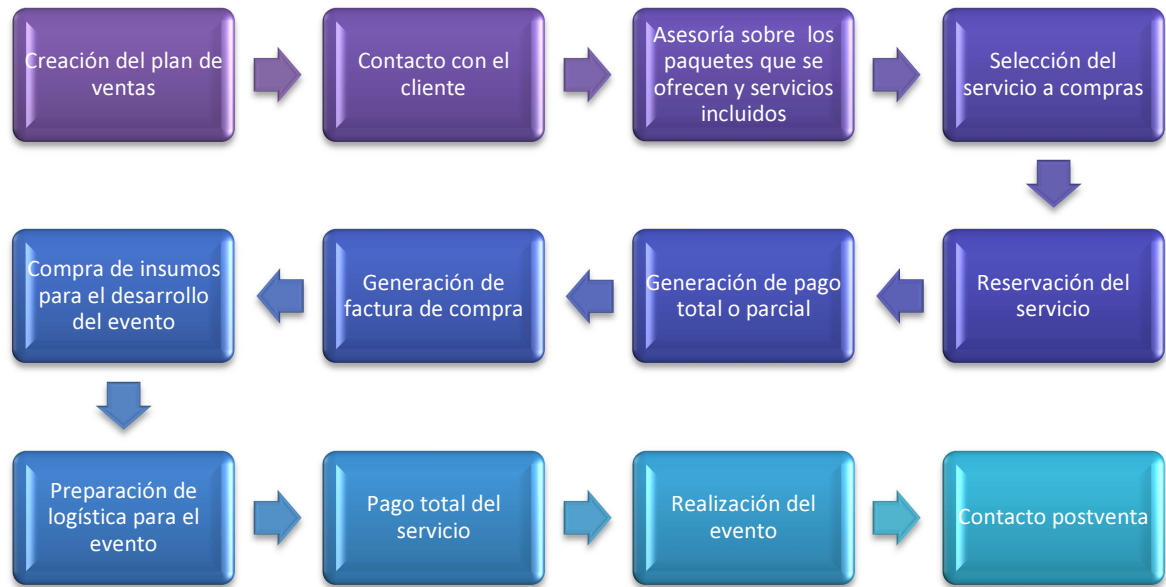 Creación del plan de
ventas
Contacto con el
cliente
Asesoría sobre los
paquetes que se
ofrecen y servicios
incluidos
Selección del
servicio a compras
Reservación del
servicio
Generación de pago
total o parcial
Generación de
factura de compra
Compra de insumos
para el desarrollo
del evento
Preparación de
logística para el
evento
Pago total del
servicio
Realización del
evento
Contacto postventa